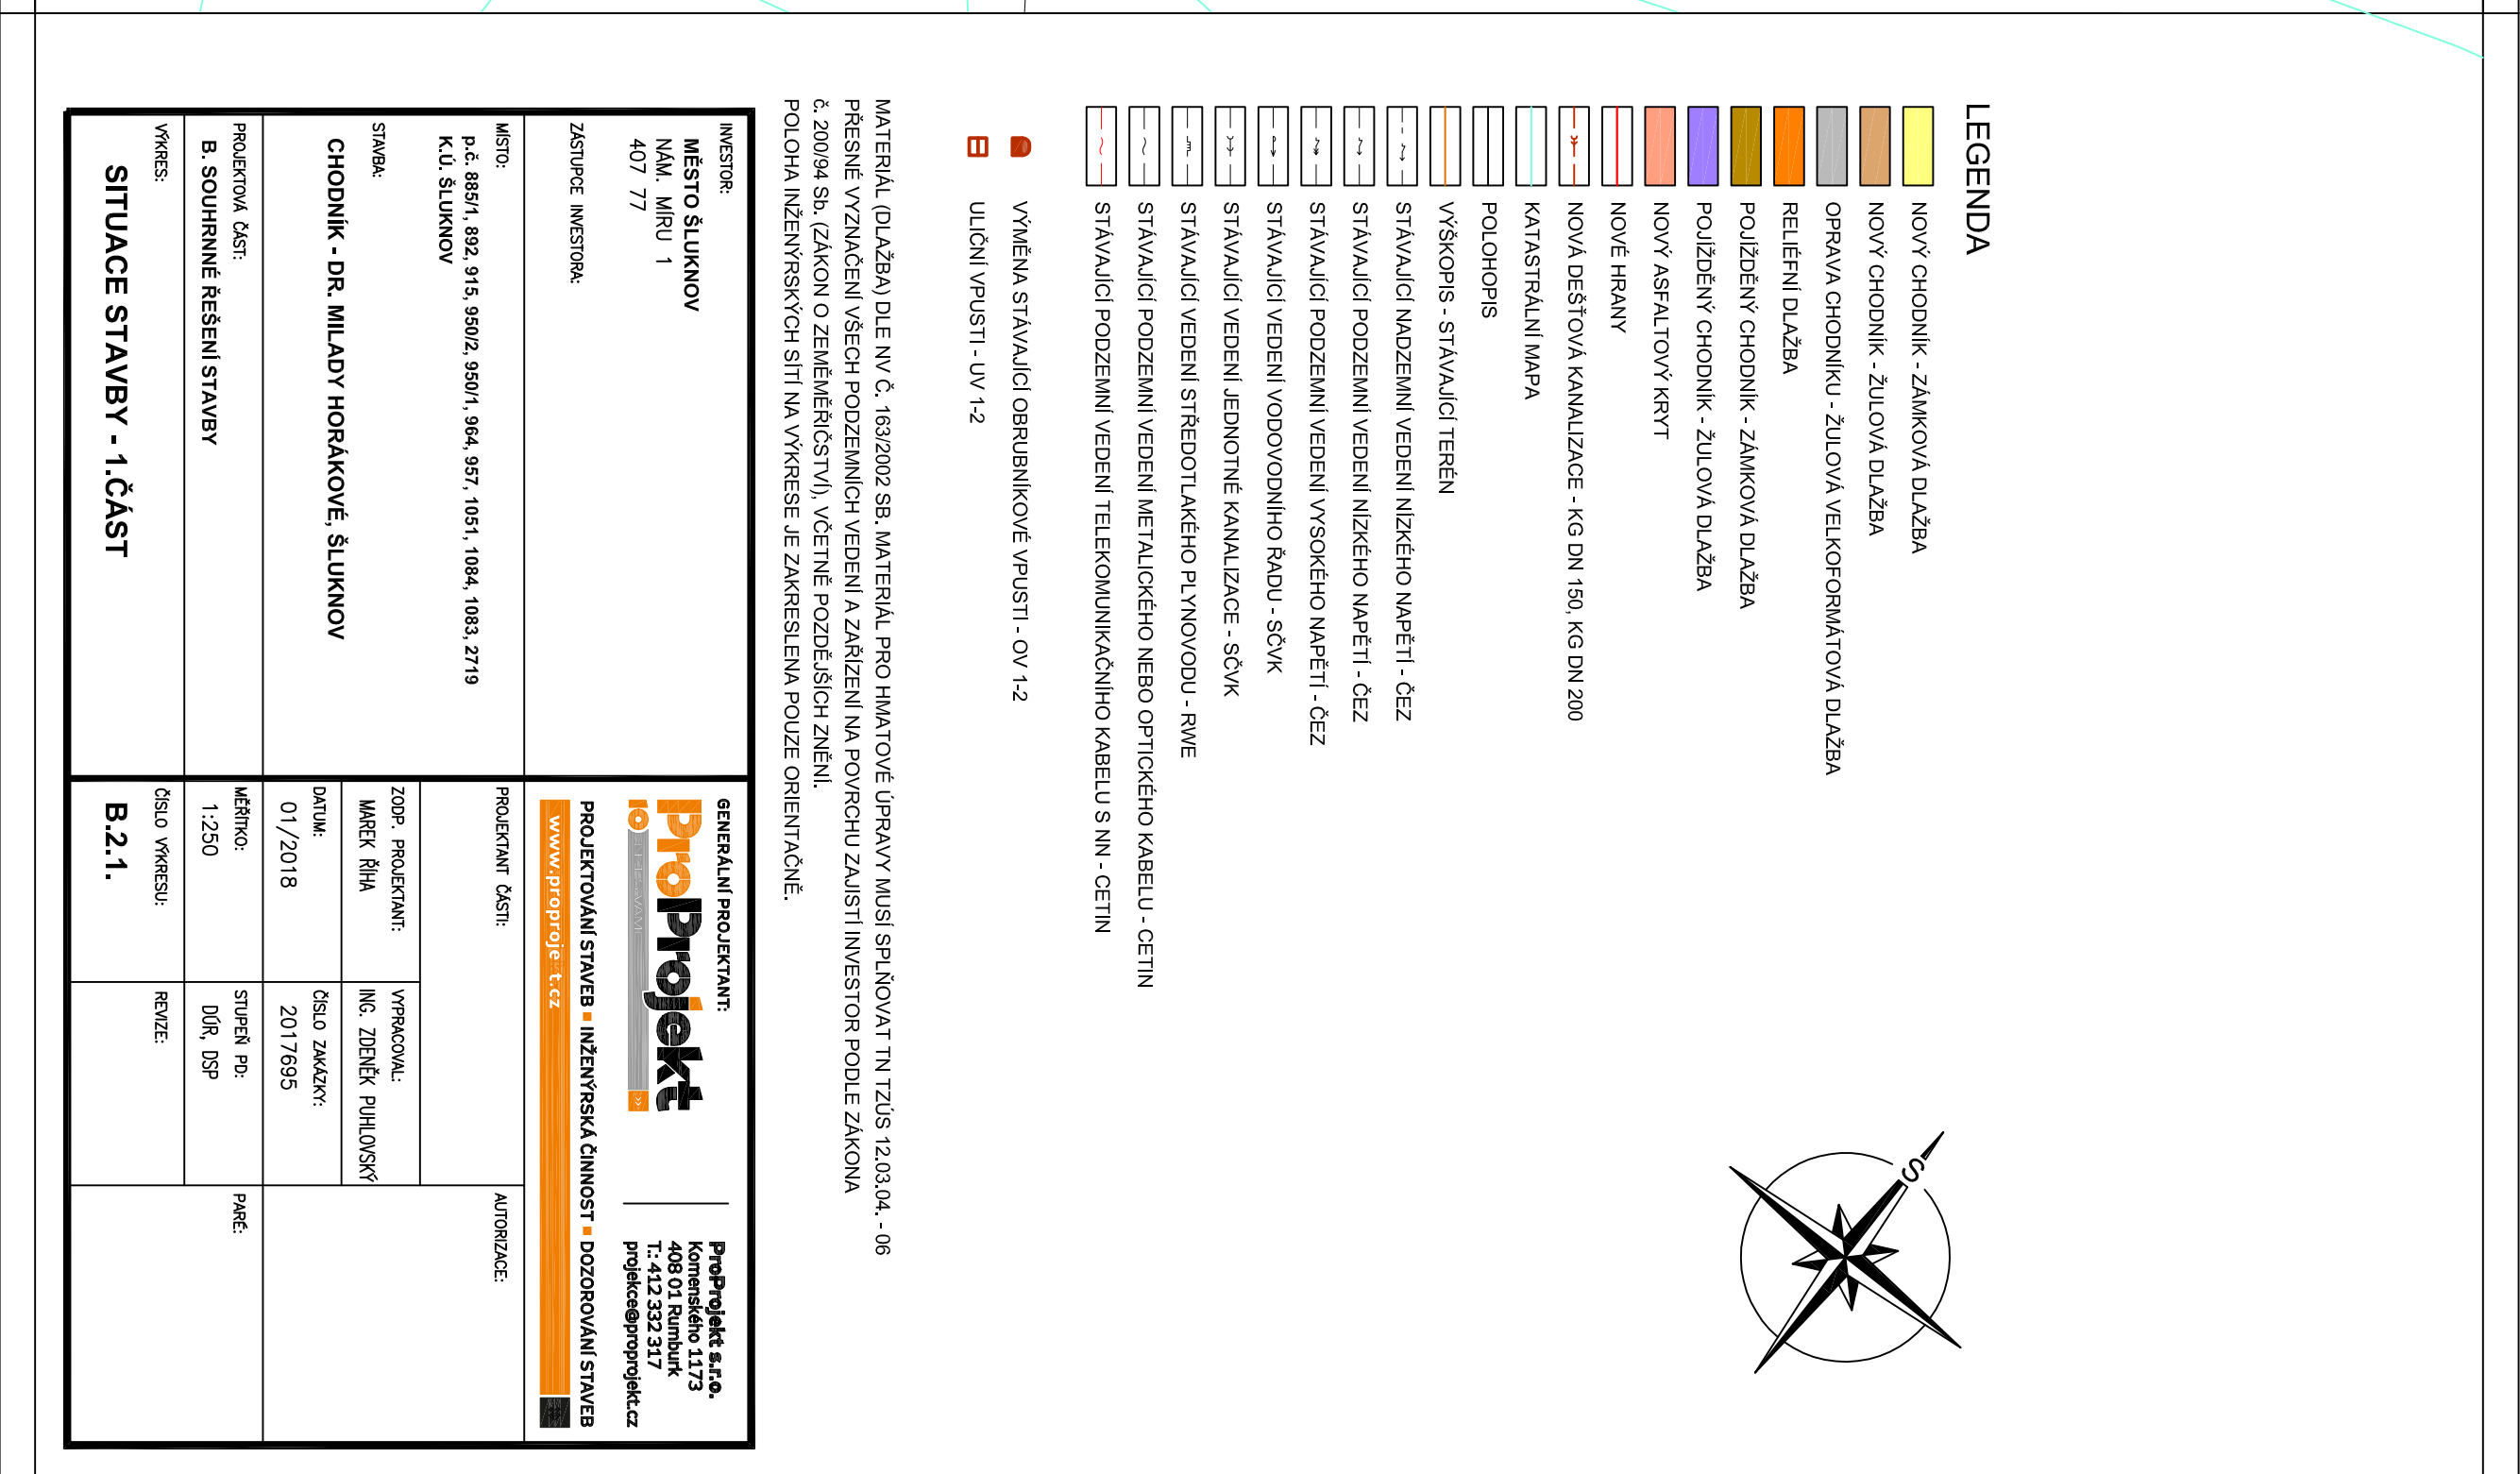 LEGENDA
NOVÝ CHODNÍK - ZÁMKOVÁ DLAŽBA
NOVÝ CHODNÍK - ŽULOVÁ DLAŽBA
OPRAVA CHODNÍKU - ŽULOVÁ VELKOFORMÁTOVÁ DLAŽBA
RELIÉFNÍ DLAŽBA
POJÍŽDĚNÝ CHODNÍK - ZÁMKOVÁ DLAŽBA
POJÍŽDĚNÝ CHODNÍK - ŽULOVÁ DLAŽBA
NOVÝ ASFALTOVÝ KRYT
NOVÉ HRANY
NOVÁ DEŠŤOVÁ KANALIZACE - KG DN 150, KG DN 200
KATASTRÁLNÍ MAPA
POLOHOPIS
VÝŠKOPIS - STÁVAJÍCÍ TERÉN
STÁVAJÍCÍ NADZEMNÍ VEDENÍ NÍZKÉHO NAPĚTÍ - ČEZ
STÁVAJÍCÍ PODZEMNÍ VEDENÍ NÍZKÉHO NAPĚTÍ - ČEZ
STÁVAJÍCÍ PODZEMNÍ VEDENÍ VYSOKÉHO NAPĚTÍ - ČEZ
STÁVAJÍCÍ VEDENÍ VODOVODNÍHO ŘADU - SČVK
STÁVAJÍCÍ VEDENÍ JEDNOTNÉ KANALIZACE - SČVK
STÁVAJÍCÍ VEDENÍ STŘEDOTLAKÉHO PLYNOVODU - RWE
STÁVAJÍCÍ PODZEMNÍ VEDENÍ METALICKÉHO NEBO OPTICKÉHO KABELU - CETIN
STÁVAJÍCÍ PODZEMNÍ VEDENÍ TELEKOMUNIKAČNÍHO KABELU S NN - CETIN
VÝMĚNA STÁVAJÍCÍ OBRUBNÍKOVÉ VPUSTI - OV 1-2
ULIČNÍ VPUSTI - UV 1-2
MATERIÁL (DLAŽBA) DLE NV Č. 163/2002 SB. MATERIÁL PRO HMATOVÉ ÚPRAVY MUSÍ SPLŇOVAT TN TZÚS 12.03.04. - 06
PŘESNÉ VYZNAČENÍ VŠECH PODZEMNÍCH VEDENÍ A ZAŘÍZENÍ NA POVRCHU ZAJISTÍ INVESTOR PODLE ZÁKONA
č. 200/94 Sb. (ZÁKON O ZEMĚMĚŘIČSTVÍ), VČETNĚ POZDĚJŠÍCH ZNĚNÍ.
POLOHA INŽENÝRSKÝCH SÍTÍ NA VÝKRESE JE ZAKRESLENA POUZE ORIENTAČNĚ.
S
INVESTOR:
MĚSTO ŠLUKNOV
NÁM. MÍRU 1
407 77
ZÁSTUPCE INVESTORA:
MÍSTO:
p.č. 885/1, 892, 915, 950/2, 950/1, 964, 957, 1051, 1084, 1083, 2719
K.Ú. ŠLUKNOV
STAVBA:
CHODNÍK - DR. MILADY HORÁKOVÉ, ŠLUKNOV
PROJEKTOVÁ ČÁST:
B. SOUHRNNÉ ŘEŠENÍ STAVBY
VÝKRES:
SITUACE STAVBY - 1.ČÁST
GENERÁLNÍ PROJEKTANT:
ProProjekt
ProProjekt s.r.o.
Komenského 1173
408 01 Rumburk
T.: 412 332 317
projekce@proprojekt.cz
PROJEKTOVÁNÍ STAVEB ■ INŽENÝRSKÁ ČINNOST ■ DOZOROVÁNÍ STAVEB
www.proprojekt.cz
PROJEKTANT ČÁSTI:
AUTORIZACE:
ZODP. PROJEKTANT:
MAREK ŘÍHA
VYPRACOVAL:
ING. ZDENĚK PUHLOVSKÝ
DATUM:
01/2018
ČÍSLO ZAKÁZKY:
2017695
MĚŘÍTKO:
1:250
STUPEŇ PD:
DÚR, DSP
PARÉ:
ČÍSLO VÝKRESU:
B.2.1.
REVIZE: